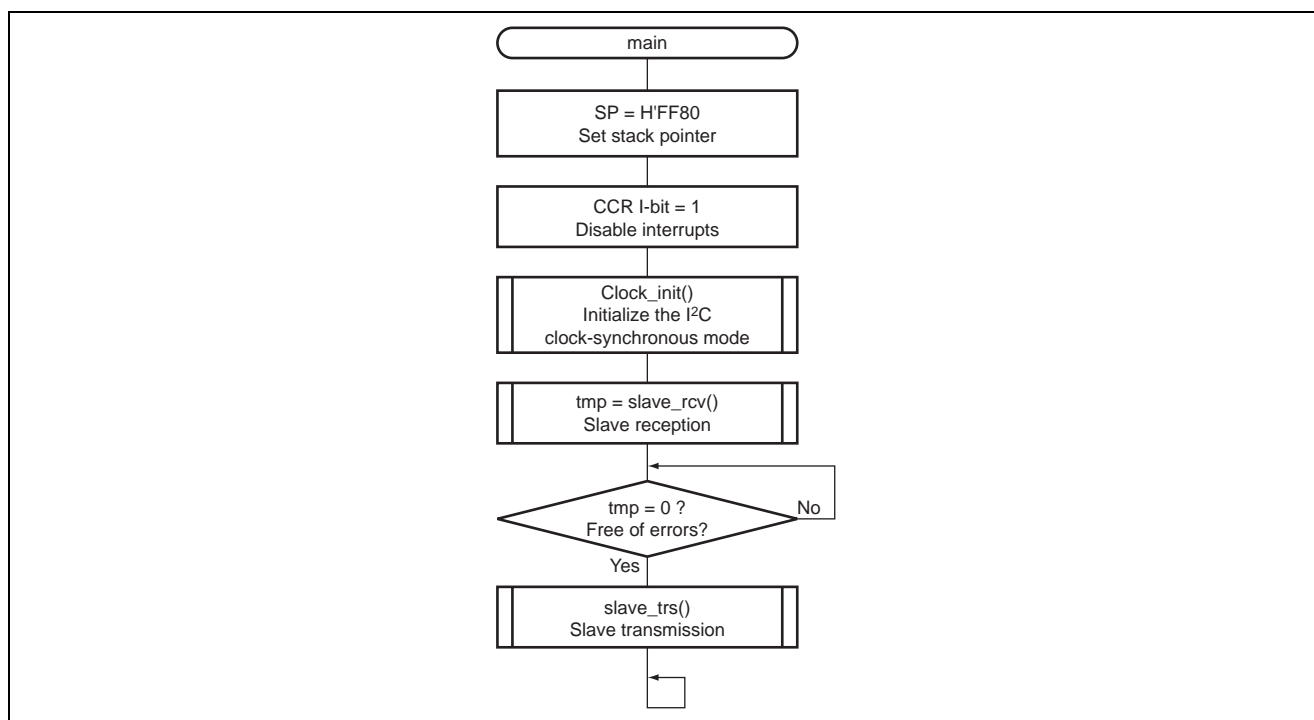 main
SP = H'FF80
Set stack pointer
CCR I-bit = 1
Disable interrupts
Clock_init()
Initialize the I²C
clock-synchronous mode
tmp = slave_rcv()
Slave reception
tmp = 0 ?
No
Free of errors?
Yes
slave_trs()
Slave transmission